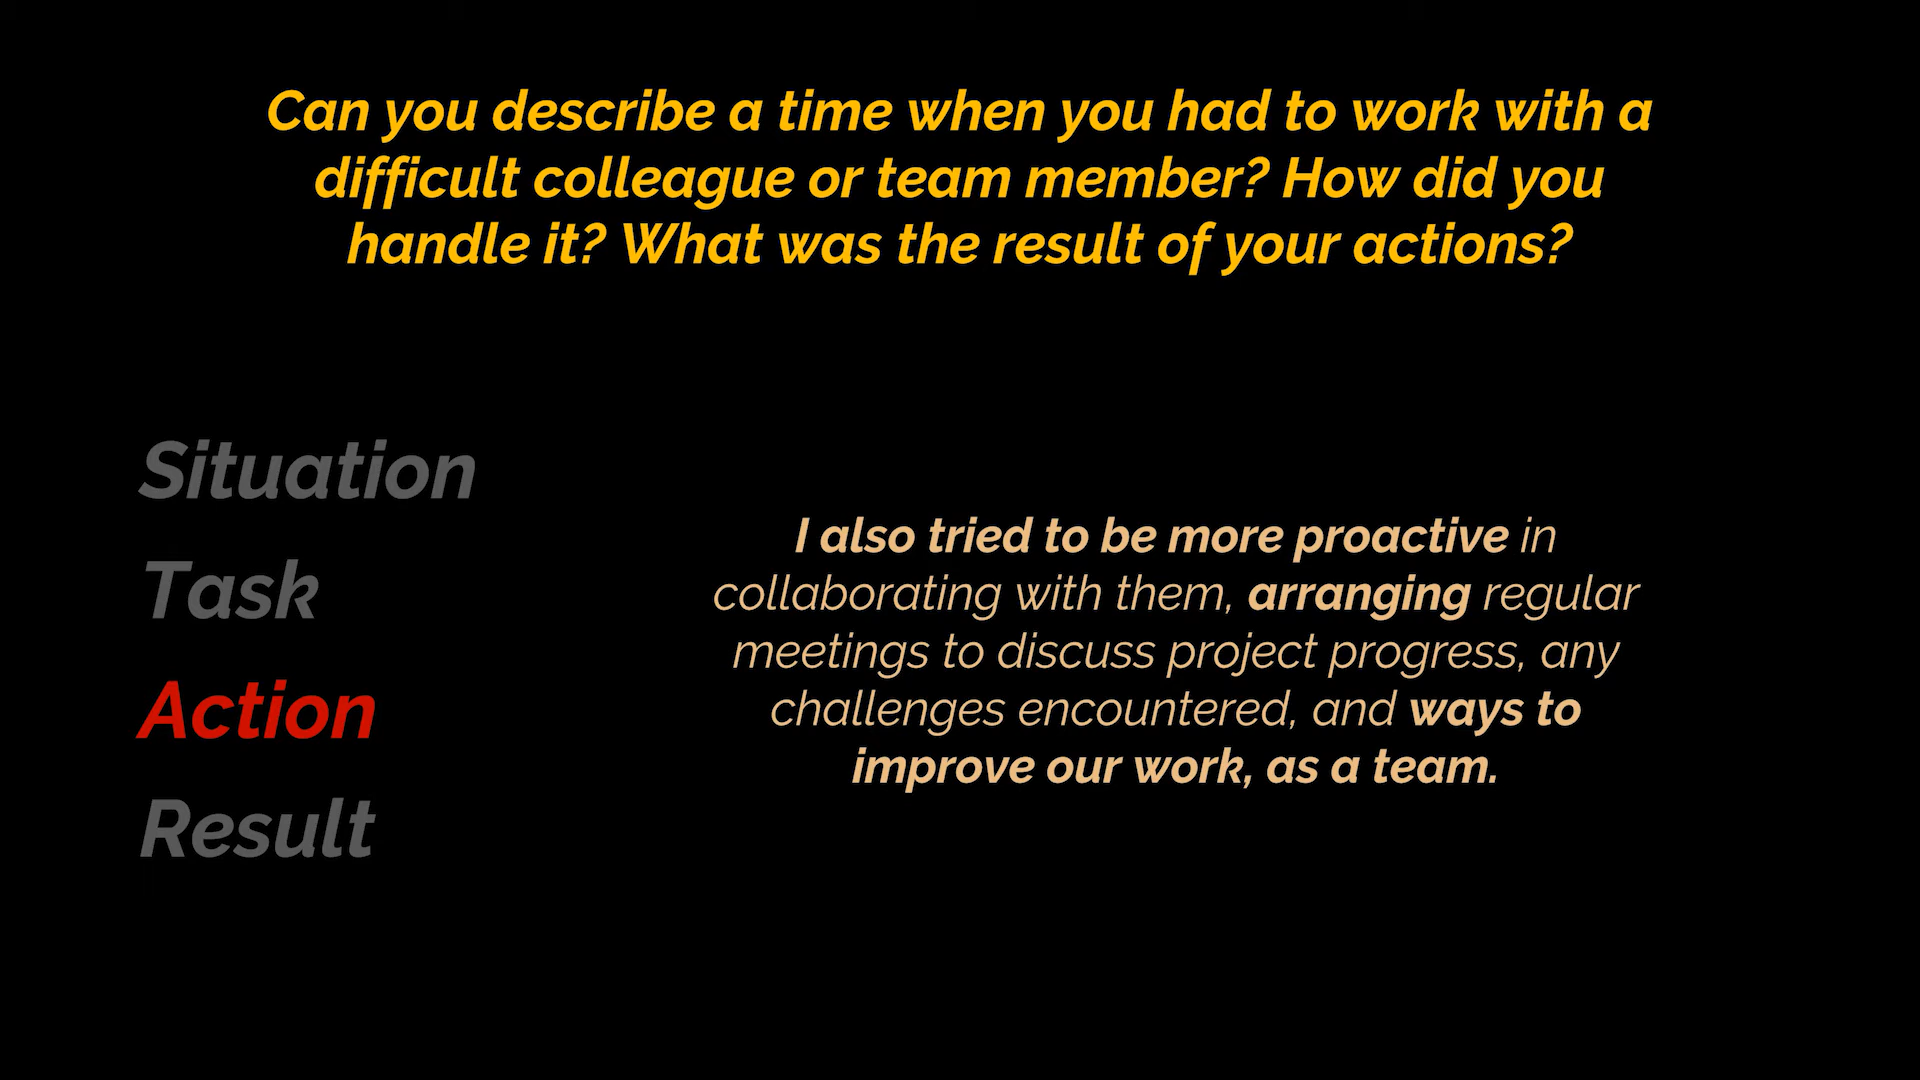 Can you describe a time when you had to work with a
difficult colleague or team member? How did you
handle it? What was the result of your actions?
Situation
Task
Action
Result
I also tried to be more proactive in
collaborating with them, arranging regular
meetings to discuss project progress, any
challenges encountered, and ways to
improve our work, as a team.